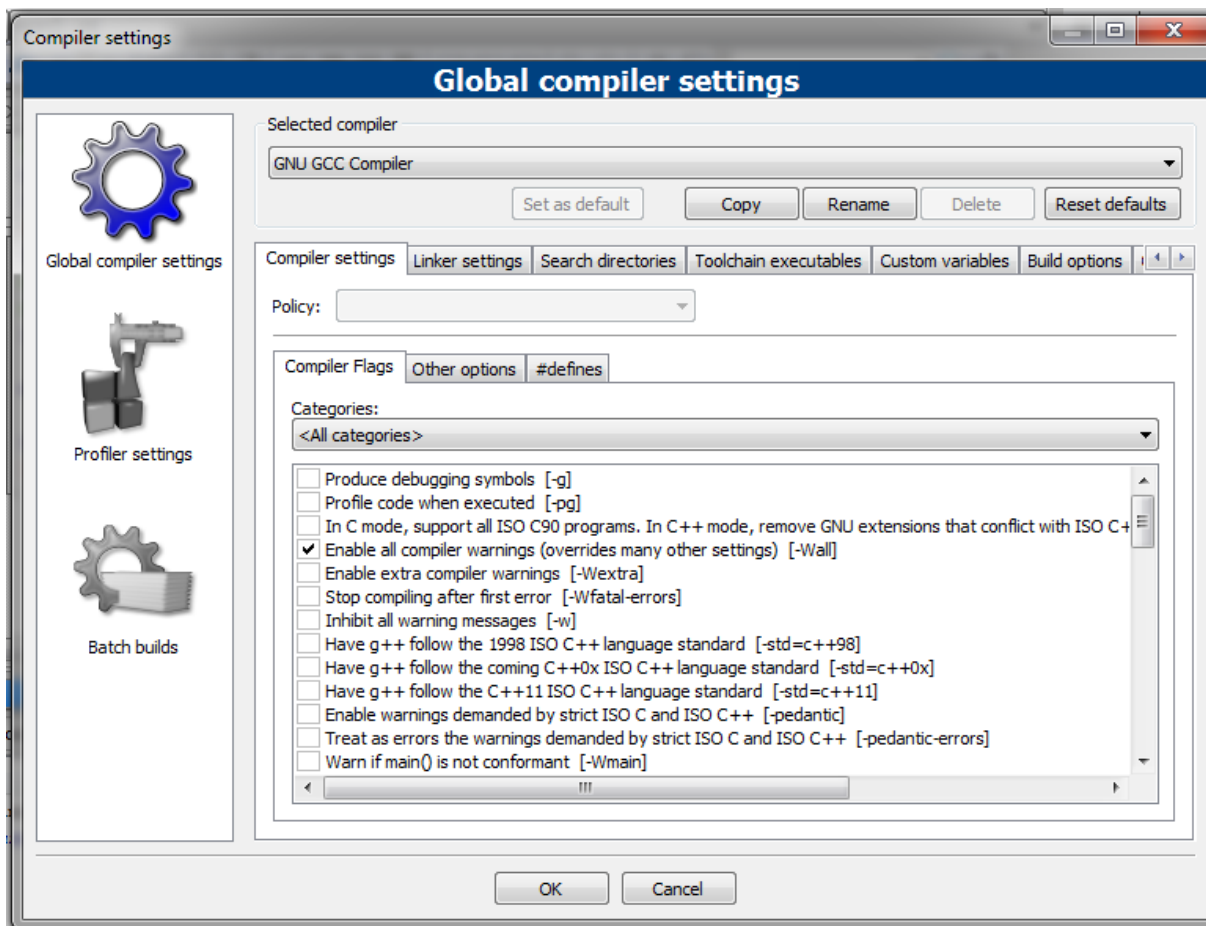 Compiler settings
Global compiler settings
Global compiler settings
Profiler settings
Batch builds
Selected compiler
GNU GCC Compiler
Set as default
Copy
Rename
Delete
Reset defaults
Compiler settings
Linker settings
Search directories
Toolchain executables
Custom variables
Build options
Policy:
Compiler Flags
Other options
#defines
Categories:
<All categories>
Produce debugging symbols [-g]
Profile code when executed [-pg]
In C mode, support all ISO C90 programs. In C++ mode, remove GNU extensions that conflict with ISO C+
Enable all compiler warnings (overrides many other settings) [-Wall]
Enable extra compiler warnings [-Wextra]
Stop compiling after first error [-Wfatal-errors]
Inhibit all warning messages [-w]
Have g++ follow the 1998 ISO C++ language standard [-std=c++98]
Have g++ follow the coming C++0x ISO C++ language standard [-std=c++0x]
Have g++ follow the C++11 ISO C++ language standard [-std=c++11]
Enable warnings demanded by strict ISO C and ISO C++ [-pedantic]
Treat as errors the warnings demanded by strict ISO C and ISO C++ [-pedantic-errors]
Warn if main() is not conformant [-Wmain]
OK
Cancel